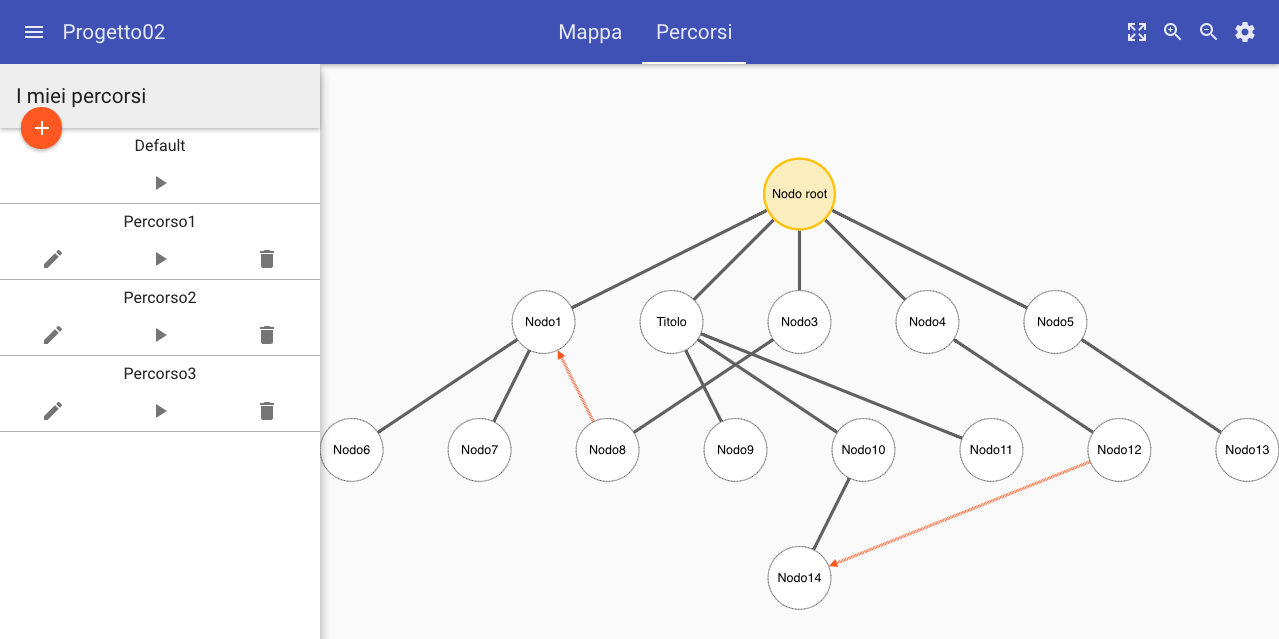 Progetto02
Mappa
Percorsi
I miei percorsi
Default
Percorso1
Percorso2
Percorso3
Nodo root
Nodo1
Titolo
Nodo3
Nodo4
Nodo5
Nodo6
Nodo7
Nodo8
Nodo9
Nodo10
Nodo11
Nodo12
Nodo13
Nodo14